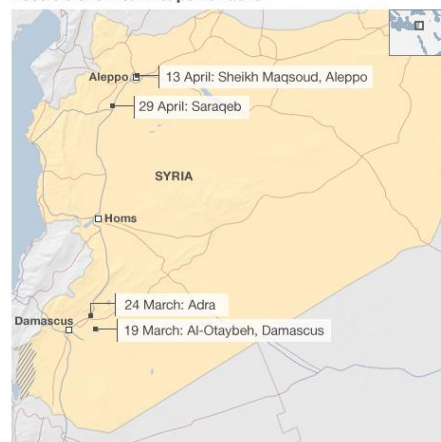 Aleppo
13 April: Sheikh Maqsoud, Aleppo
29 April: Saraqeb
SYRIA
Homs
24 March: Adra
Damascus
19 March: Al-Otaybeh, Damascus